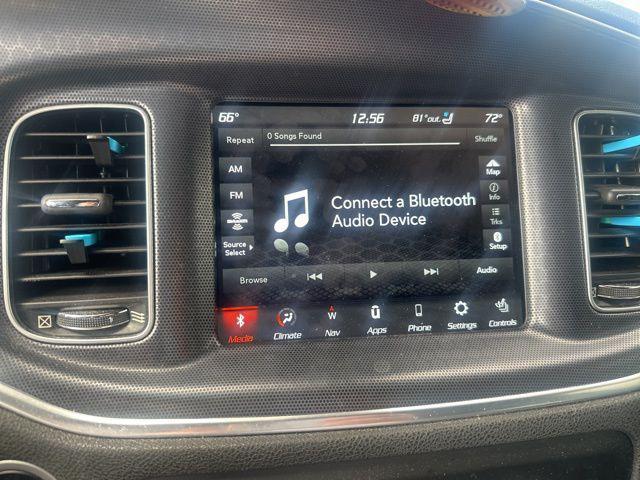 66° 12:56 81°out. 72°
Repeat 0 Songs Found Shuffle
AM
Map
FM
Info
Connect a Bluetooth
Audio Device
SiriusXM
Trks
Source
Select
Setup
Browse Audio
W
Media Climate Nav Apps Phone Settings Controls